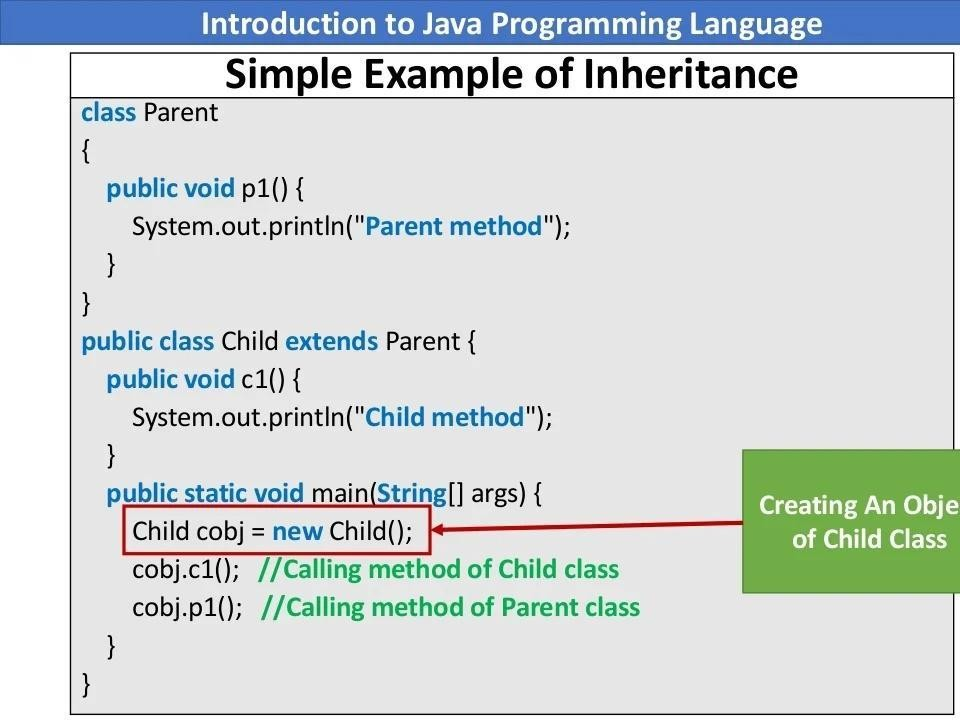 Introduction to Java Programming Language
Simple Example of Inheritance
class Parent
{
public void p1() {
System.out.println("Parent method");
}
}
public class Child extends Parent {
public void c1() {
System.out.println("Child method");
}
public static void main(String[] args) {
Child cobj = new Child();
cobj.c1(); //Calling method of Child class
cobj.p1(); //Calling method of Parent class
}
}
Creating An Obje
of Child Class